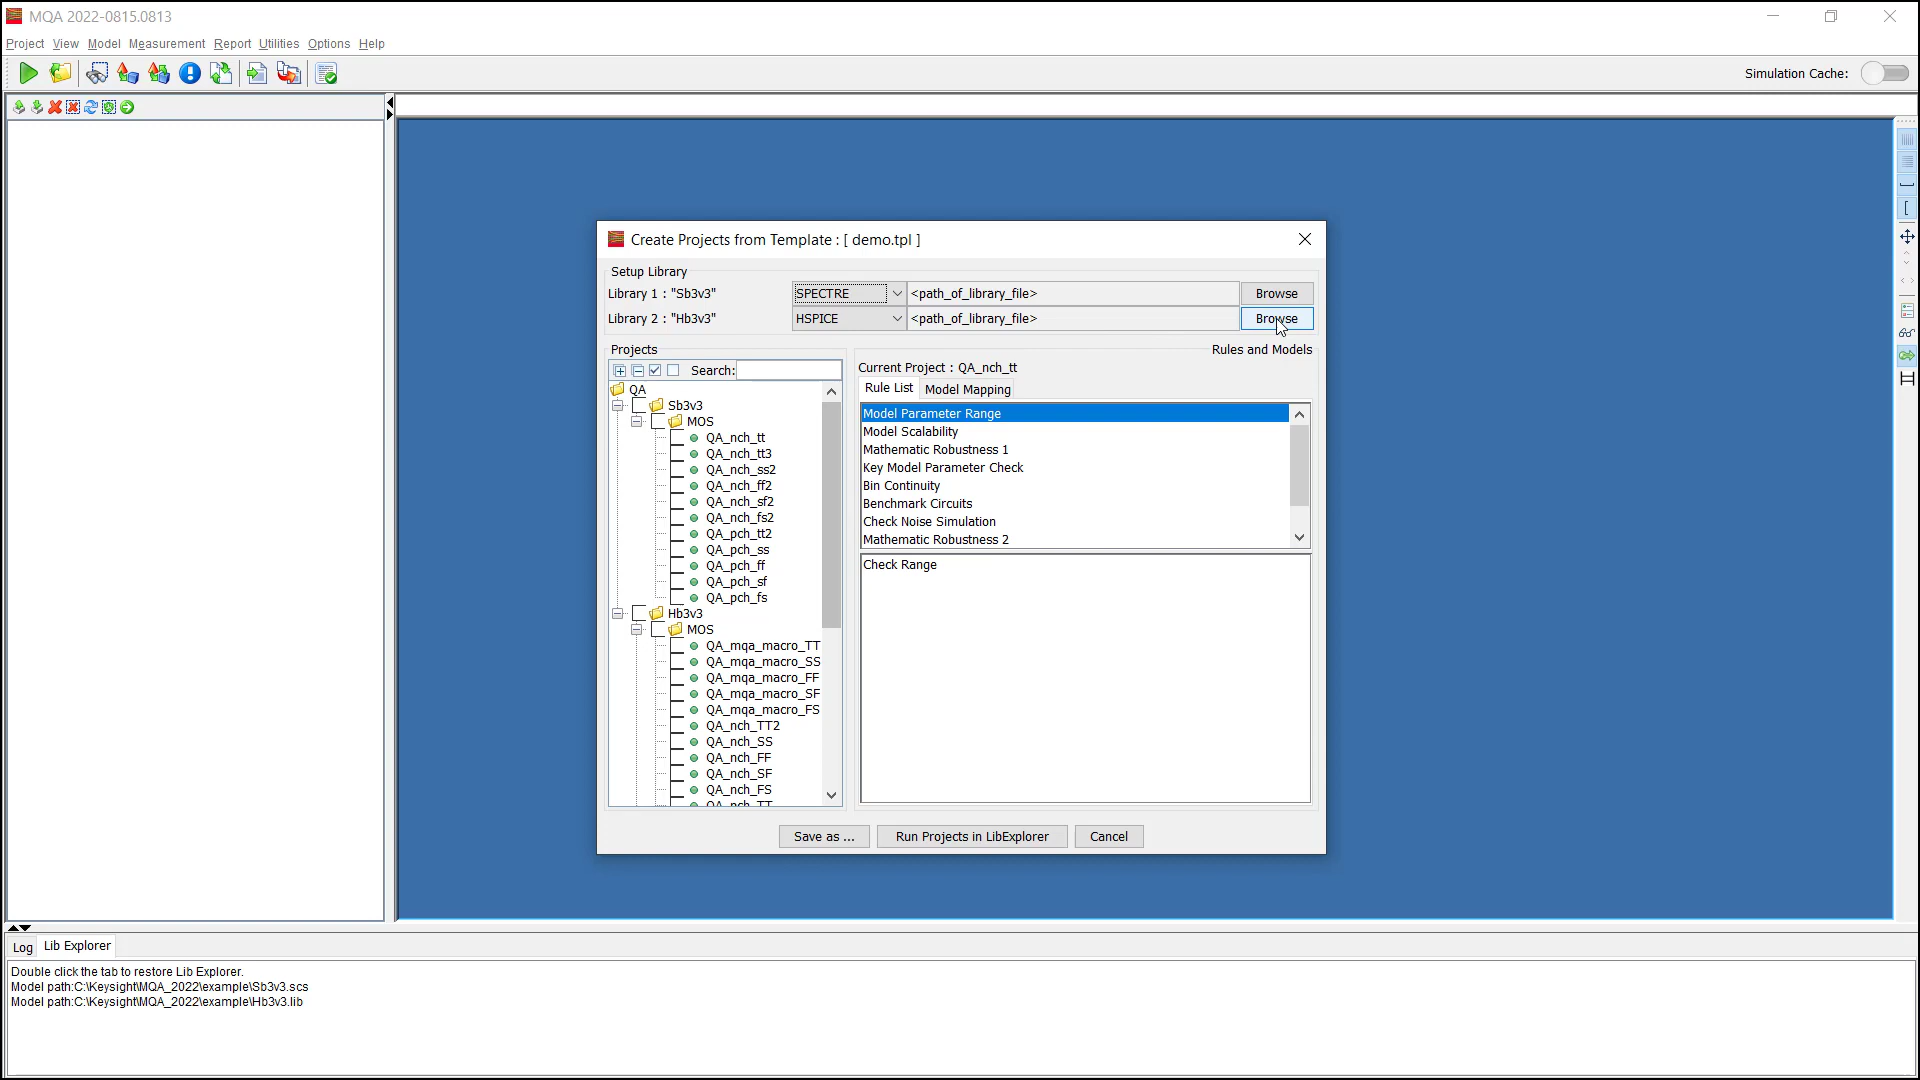 MQA 2022-0815.0813
Project View Model Measurement Report Utilities Options Help
Simulation Cache:
Create Projects from Template : [ demo.tpl ]
Setup Library
Library 1 : "Sb3v3" SPECTRE <path_of_library_file> Browse
Library 2 : "Hb3v3" HSPICE <path_of_library_file> Browse
Projects
Search:
QA
Sb3v3
MOS
QA_nch_tt
QA_nch_tt3
QA_nch_ss2
QA_nch_ff2
QA_nch_sf2
QA_nch_fs2
QA_pch_tt2
QA_pch_ss
QA_pch_ff
QA_pch_sf
QA_pch_fs
Hb3v3
MOS
QA_mqa_macro_TT
QA_mqa_macro_SS
QA_mqa_macro_FF
QA_mqa_macro_SF
QA_mqa_macro_FS
QA_nch_TT2
QA_nch_SS
QA_nch_FF
QA_nch_SF
QA_nch_FS
QA_nch_TT
Rules and Models
Current Project : QA_nch_tt
Rule List Model Mapping
Model Parameter Range
Model Scalability
Mathematic Robustness 1
Key Model Parameter Check
Bin Continuity
Benchmark Circuits
Check Noise Simulation
Mathematic Robustness 2
Check Range
Save as ... Run Projects in LibExplorer Cancel
Log Lib Explorer
Double click the tab to restore Lib Explorer.
Model path:C:\Keysight\MQA_2022\example\Sb3v3.scs
Model path:C:\Keysight\MQA_2022\example\Hb3v3.lib